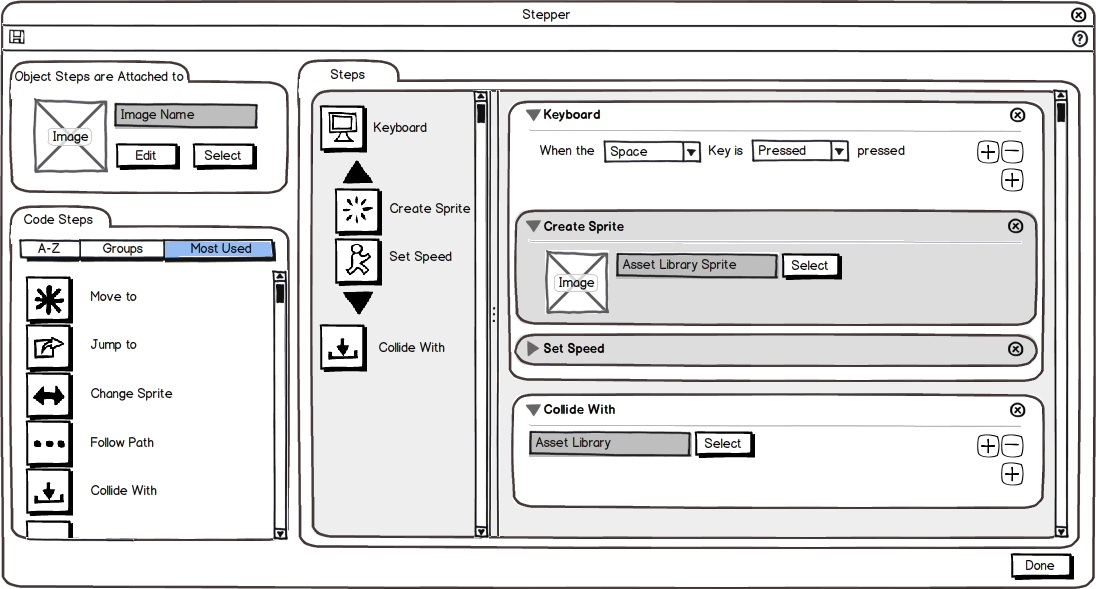 Stepper
Object Steps are Attached to
Image
Image Name
Edit
Select
Code Steps
A-Z
Groups
Most Used
Move to
Jump to
Change Sprite
Follow Path
Collide With
Steps
Keyboard
Create Sprite
Set Speed
Collide With
Keyboard
When the Space Key is Pressed pressed
Create Sprite
Image
Asset Library Sprite
Select
Set Speed
Collide With
Asset Library
Select
Done